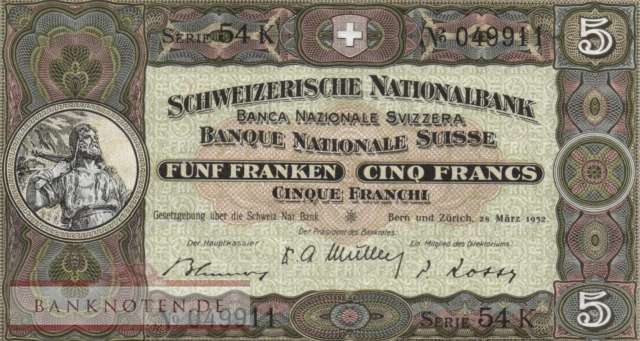 SERIE 54 K
No 049911
5
SCHWEIZERISCHE NATIONALBANK
BANCA NAZIONALE SVIZZERA
BANQUE NATIONALE SUISSE
FÜNF FRANKEN CINQ FRANCS
CINQUE FRANCHI
Gesetzgebung über die Schweiz. Nat. Bank
Bern und Zürich, 28 März 1952.
Der Präsident des Bankrates.
Der Hauptkassier
Ein Mitglied des Direktoriums.
Müller
P. Rossy
BANKNOTEN.DE
No 049911
SERIE 54 K
5